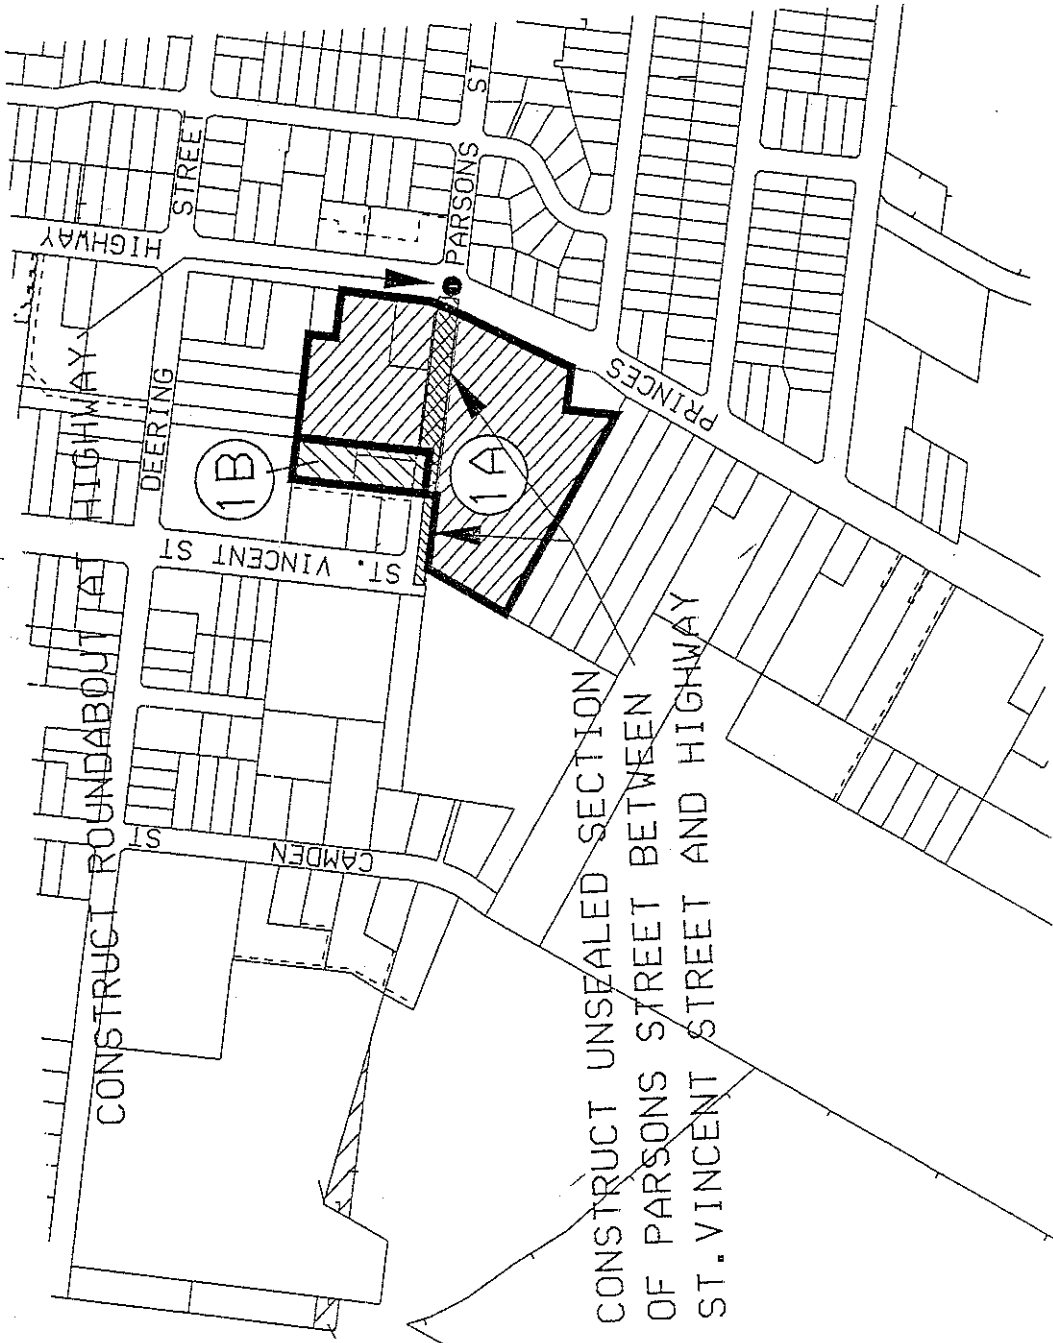 CONSTRUCT ROUNDABOUT AT HIGHWAY
HIGHWAY
DEERING
STREE
PARSONS ST
1B
1A
ST. VINCENT ST
PRINCES
CAMDEN
ST
CONSTRUCT UNSEALED SECTION
OF PARSONS STREET BETWEEN
ST. VINCENT STREET AND HIGHWAY